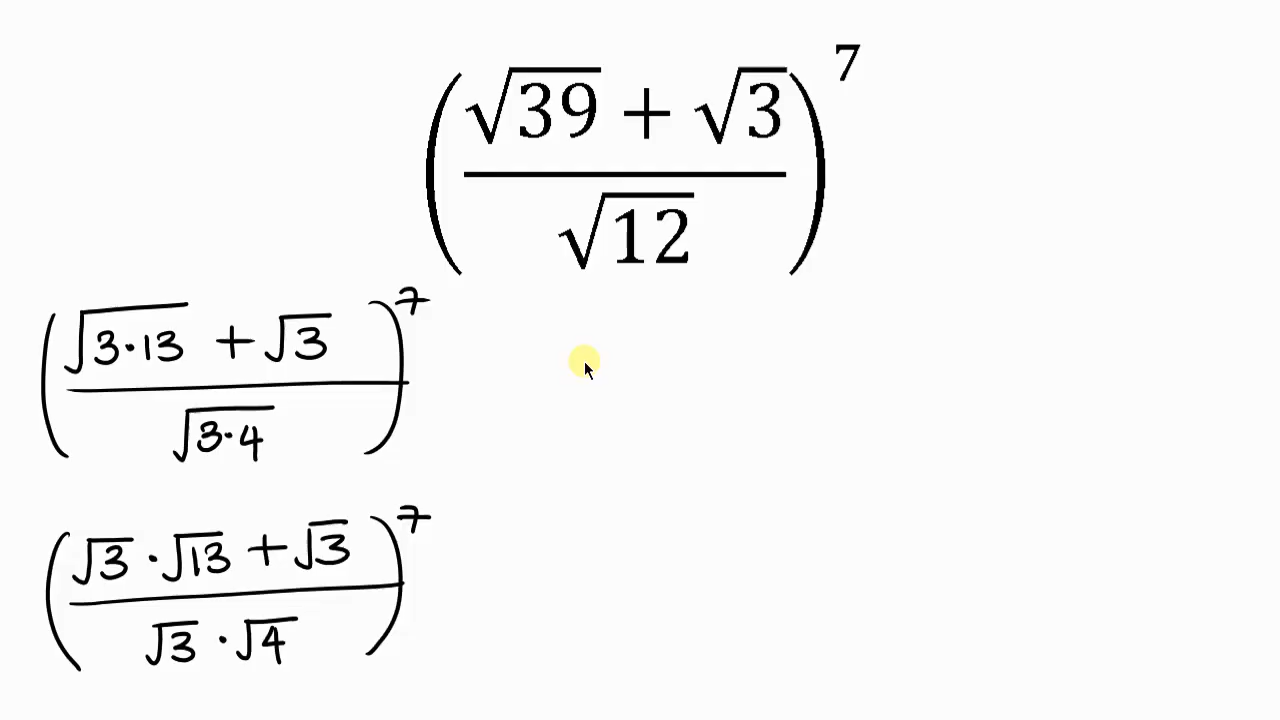 (√39 + √3 / √12)^7
(√3·13 + √3 / √3·4)^7
(√3 · √13 + √3 / √3 · √4)^7